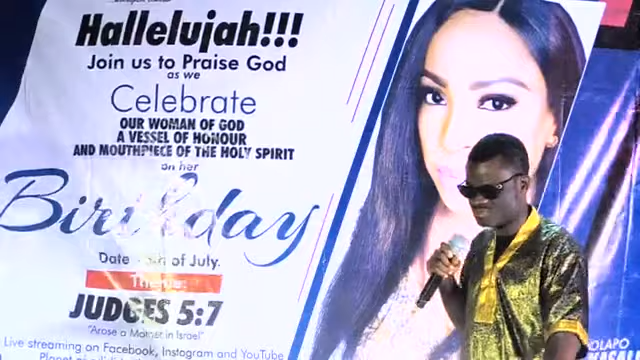 Hallelujah!!!
Join us to Praise God
as we
Celebrate
OUR WOMAN OF GOD
A VESSEL OF HONOUR
AND MOUTHPIECE OF THE HOLY SPIRIT
on her
Birthday
Date of July.
Theme:
JUDGES 5:7
"Arose a Mother in Israel"
Live streaming on Facebook, Instagram and YouTube